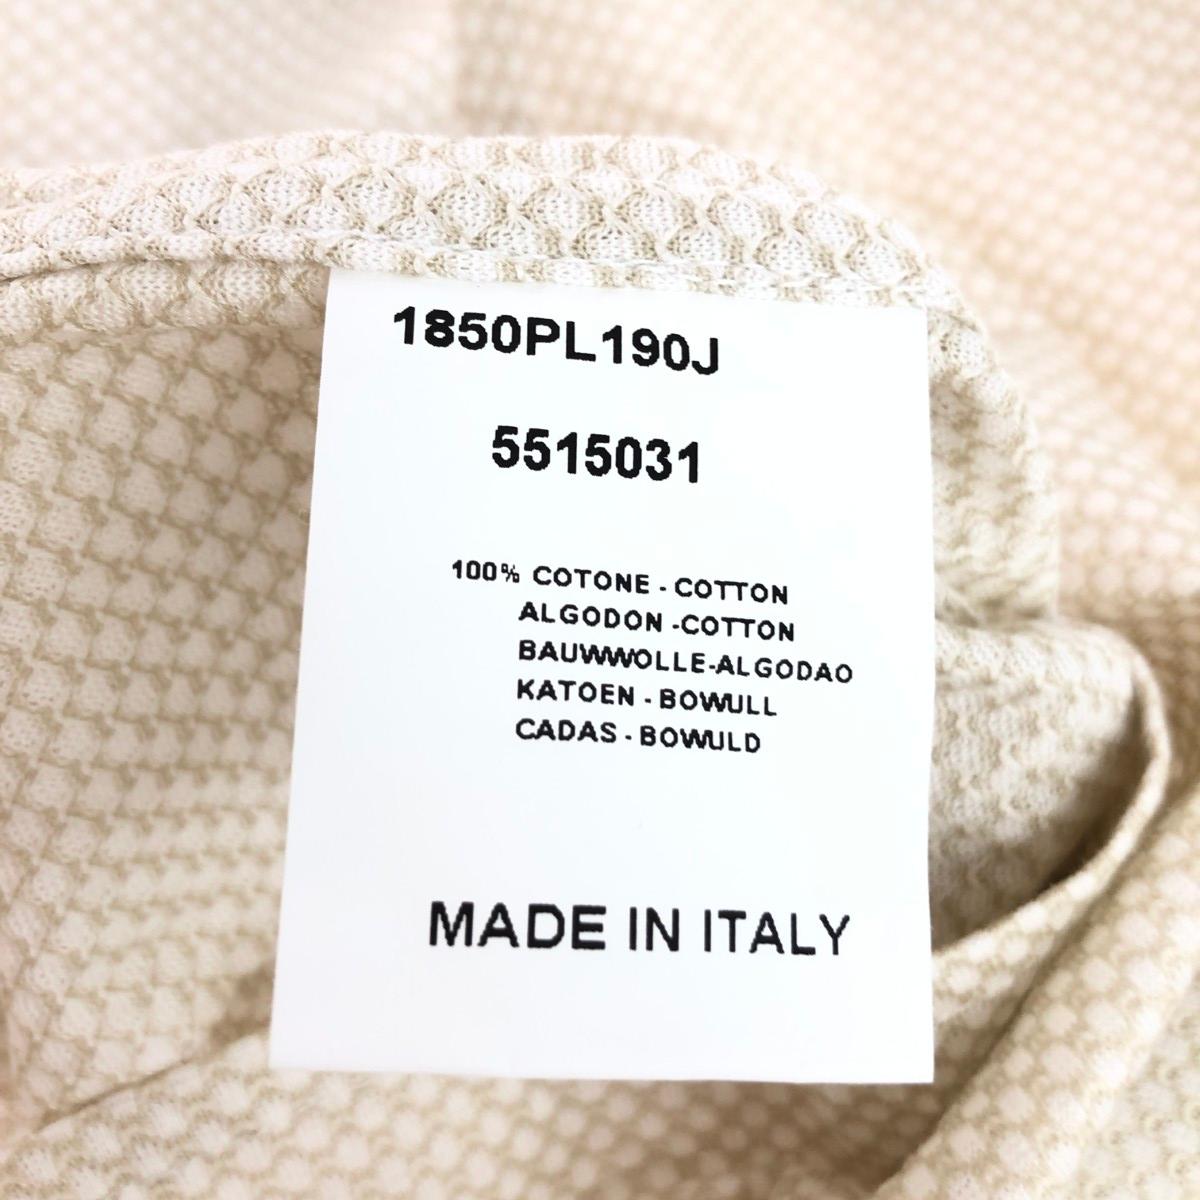 1850PL190J
5515031
100% COTONE - COTTON
ALGODON -COTTON
BAUWWOLLE-ALGODAO
KATOEN - BOWULL
CADAS - BOWULD
MADE IN ITALY